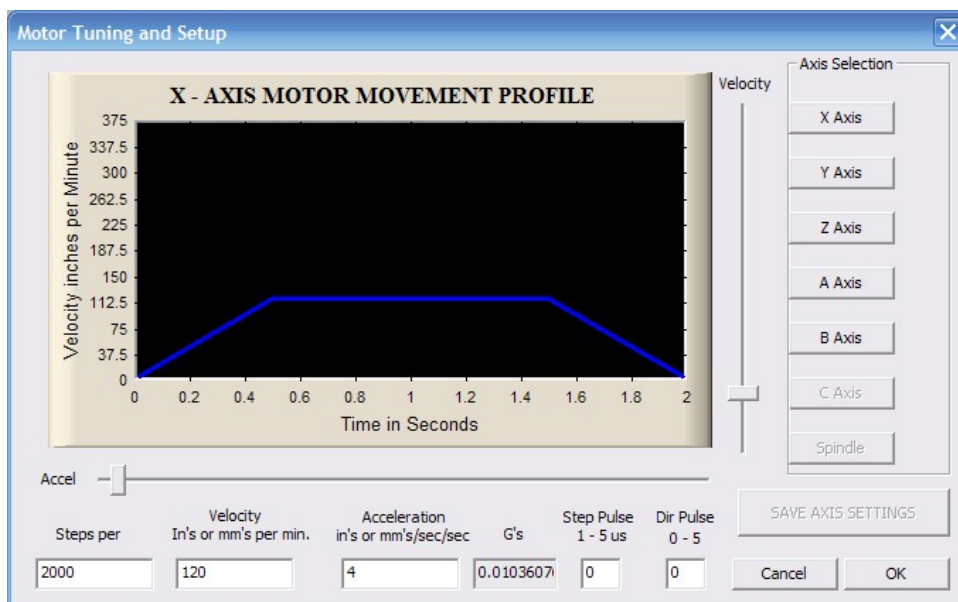 Motor Tuning and Setup
X - AXIS MOTOR MOVEMENT PROFILE
Velocity inches per Minute
375
337.5
300
262.5
225
187.5
150
112.5
75
37.5
0
0 0.2 0.4 0.6 0.8 1 1.2 1.4 1.6 1.8 2
Time in Seconds
Velocity
Axis Selection
X Axis
Y Axis
Z Axis
A Axis
B Axis
C Axis
Spindle
Accel
Steps per
2000
Velocity
In's or mm's per min.
120
Acceleration
in's or mm's/sec/sec
4
G's
0.0103607
Step Pulse
1 - 5 us
0
Dir Pulse
0 - 5
0
SAVE AXIS SETTINGS
Cancel
OK